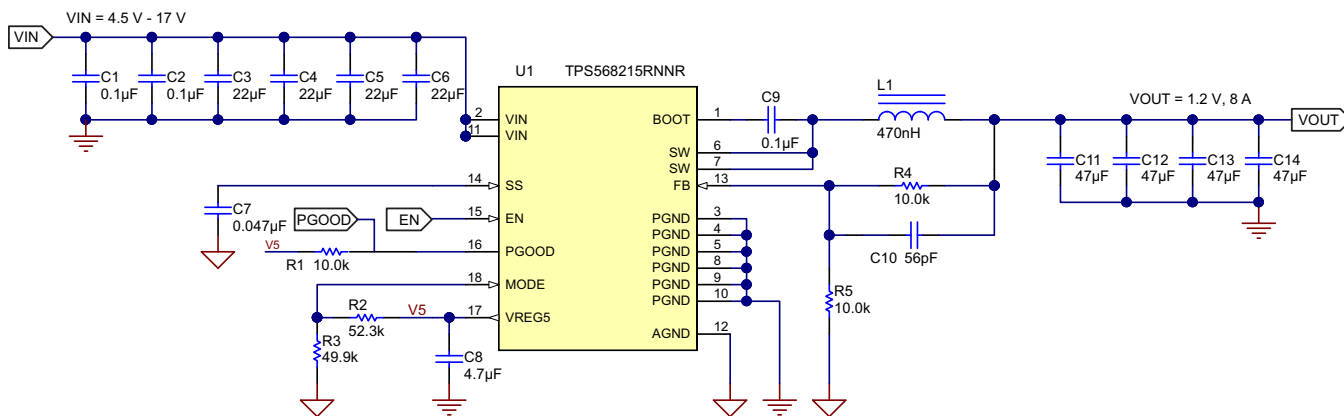 VIN = 4.5 V - 17 V
VIN
C1
0.1µF
C2
0.1µF
C3
22µF
C4
22µF
C5
22µF
C6
22µF
U1
TPS568215RNNR
2
VIN
11
VIN
14
SS
15
EN
16
PGOOD
18
MODE
17
VREG5
BOOT
1
SW
6
SW
7
FB
13
PGND
3
PGND
4
PGND
5
PGND
8
PGND
9
PGND
10
AGND
12
C7
0.047µF
PGOOD
EN
V5
R1
10.0k
R2
52.3k
V5
R3
49.9k
C8
4.7µF
C9
0.1µF
L1
470nH
R4
10.0k
C10
56pF
R5
10.0k
VOUT = 1.2 V, 8 A
VOUT
C11
47µF
C12
47µF
C13
47µF
C14
47µF